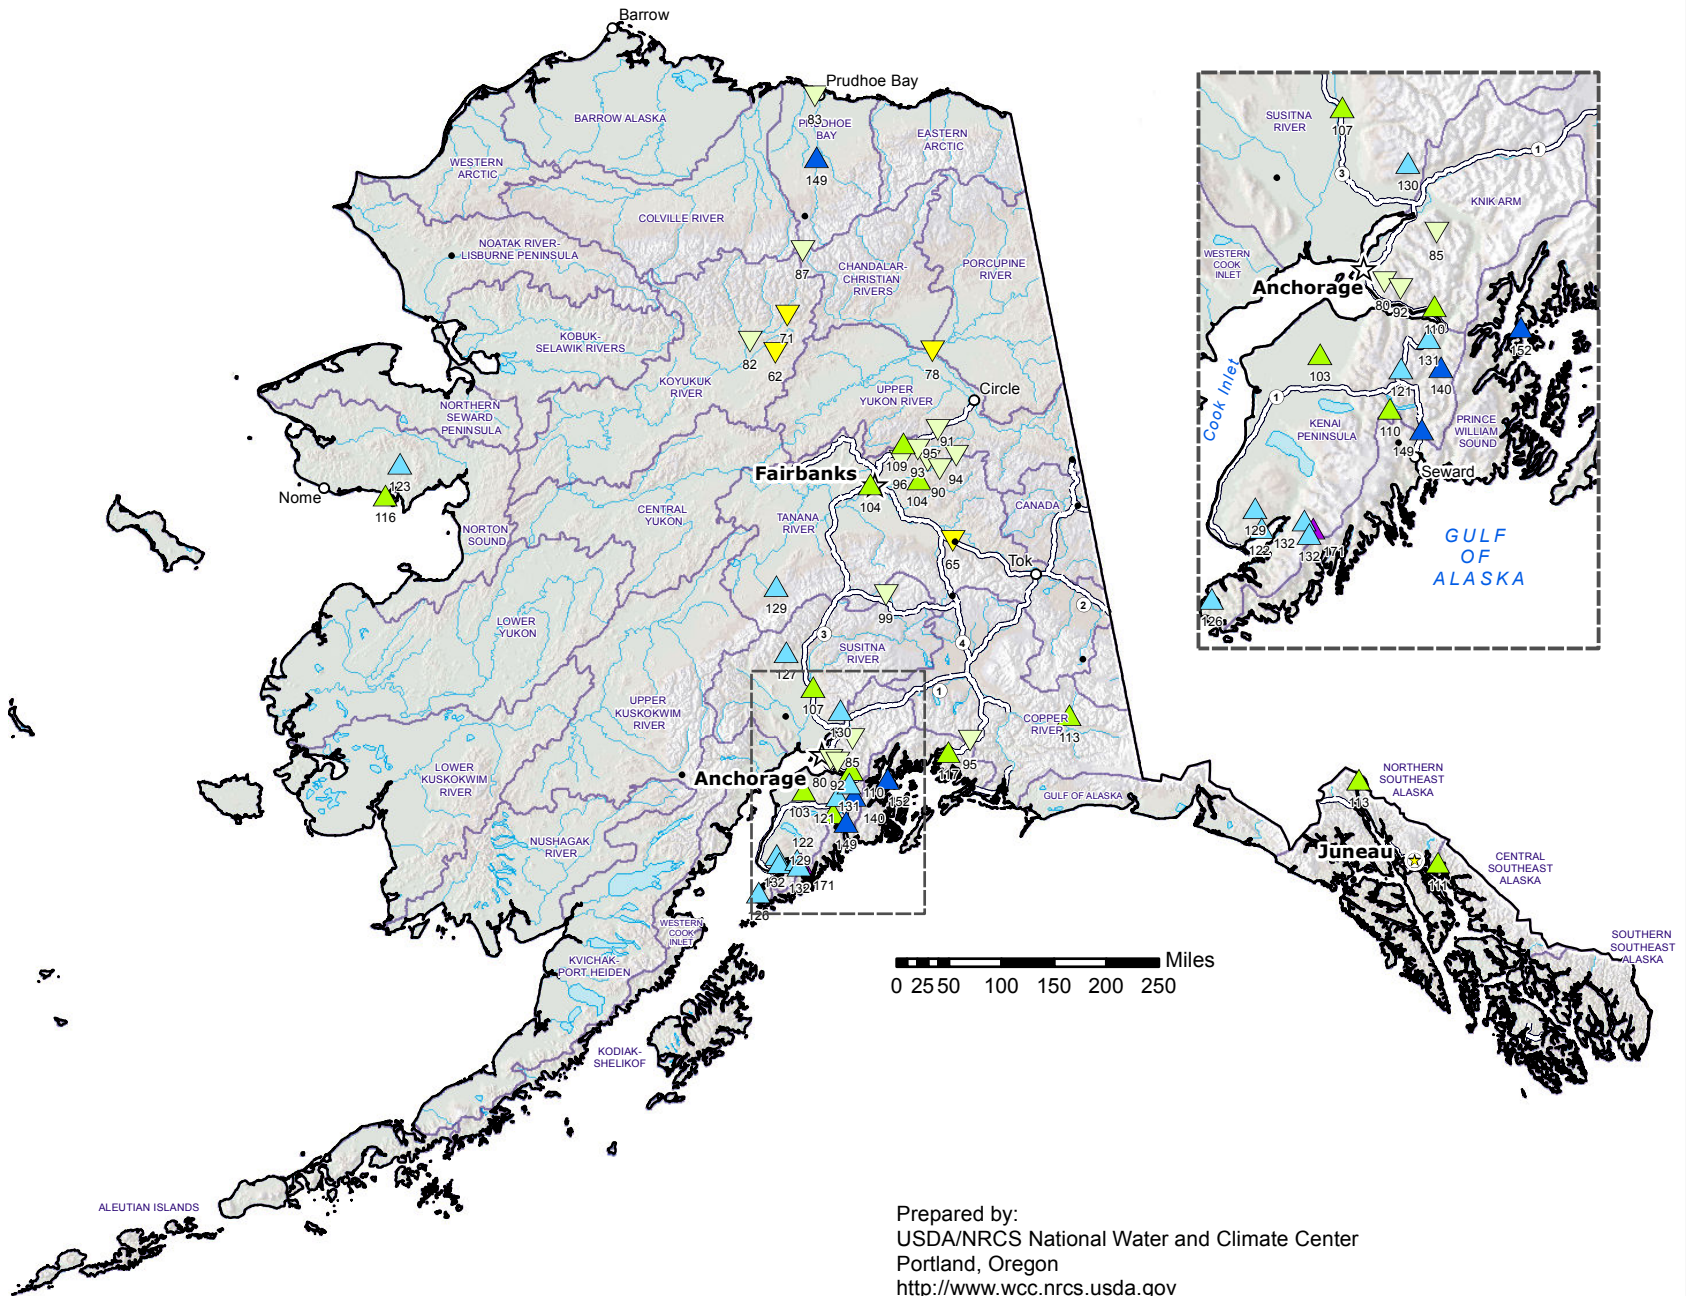 Barrow
Prudhoe Bay
83
PRUDHOE
BAY
BARROW ALASKA
EASTERN
ARCTIC
WESTERN
ARCTIC
149
COLVILLE RIVER
NOATAK RIVER-
LISBURNE PENINSULA
87
CHANDALAR-
CHRISTIAN
RIVERS
PORCUPINE
RIVER
KOBUK-
SELAWIK RIVERS
71
82
62
78
KOYUKUK
RIVER
UPPER
YUKON RIVER
Circle
NORTHERN
SEWARD
PENINSULA
91
95
109
93
94
96
90
104
104
Fairbanks
Nome
123
116
CENTRAL
YUKON
TANANA
RIVER
CANADA
NORTON
SOUND
65
Tok
2
129
99
LOWER
YUKON
3
4
SUSITNA
RIVER
127
107
1
UPPER
KUSKOKWIM
RIVER
130
COPPER
RIVER
113
85
95
117
Anchorage
80
92
110
152
103
121
131
140
149
122
129
132
132
171
126
LOWER
KUSKOKWIM
RIVER
GULF OF ALASKA
NUSHAGAK
RIVER
WESTERN
COOK
INLET
KVICHAK-
PORT HEIDEN
KODIAK-
SHELIKOF
ALEUTIAN ISLANDS
Miles
0 25 50 100 150 200 250
NORTHERN
SOUTHEAST
ALASKA
113
Juneau
111
CENTRAL
SOUTHEAST
ALASKA
SOUTHERN
SOUTHEAST
ALASKA
SUSITNA
RIVER
107
3
1
130
KNIK ARM
85
WESTERN
COOK
INLET
Anchorage
80
92
110
152
131
103
121
140
Cook Inlet
1
KENAI
PENINSULA
110
PRINCE
WILLIAM
SOUND
149
Seward
129
122
132
132
171
126
GULF
OF
ALASKA
Prepared by:
USDA/NRCS National Water and Climate Center
Portland, Oregon
http://www.wcc.nrcs.usda.gov